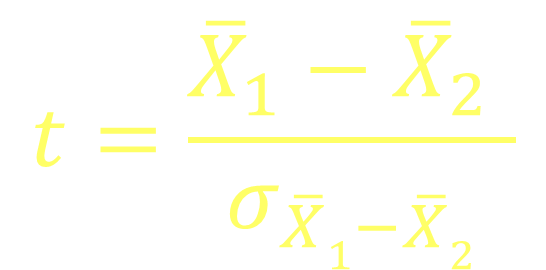 t = (X̄₁ − X̄₂) / σ_{X̄₁−X̄₂}